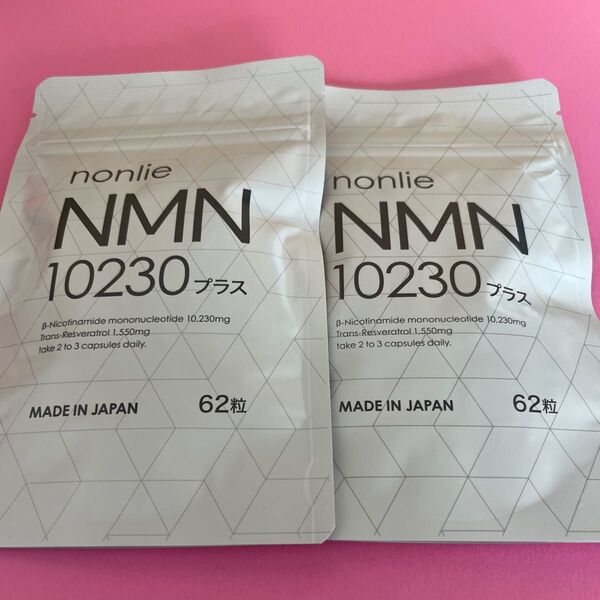 nonlie
NMN
10230プラス
β-Nicotinamide mononucleotide 10,230mg
Trans-Resveratrol 1,550mg
take 2 to 3 capsules daily.
MADE IN JAPAN 62粒
nonlie
NMN
10230プラス
β-Nicotinamide mononucleotide 10,230mg
Trans-Resveratrol 1,550mg
take 2 to 3 capsules daily.
MADE IN JAPAN 62粒